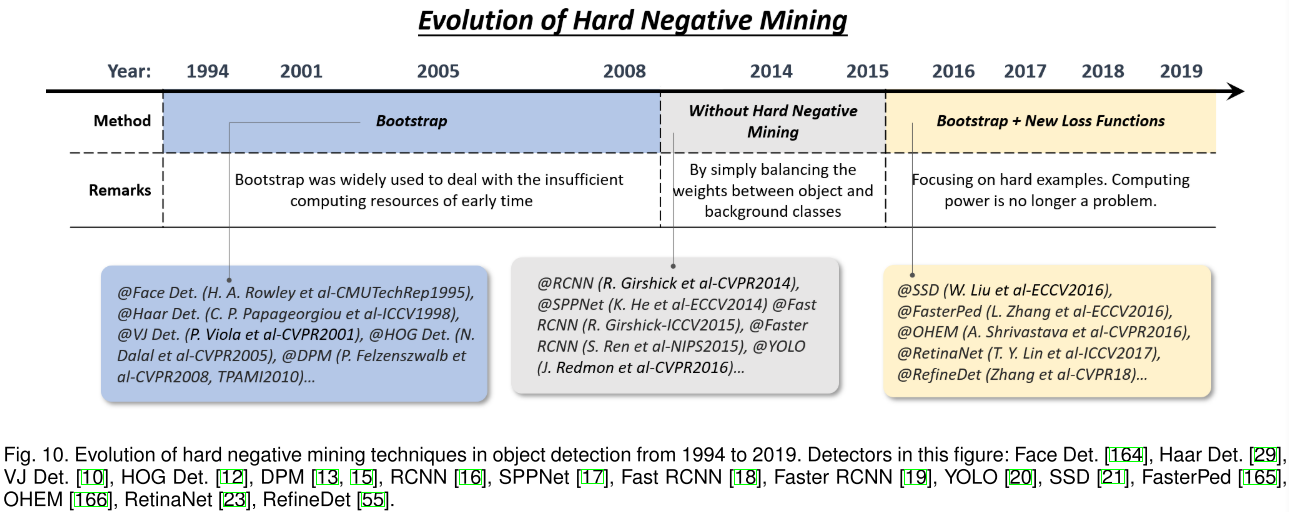 Evolution of Hard Negative Mining
Year: 1994 2001 2005 2008 2014 2015 2016 2017 2018 2019
Method
Bootstrap
Without Hard Negative
Mining
Bootstrap + New Loss Functions
Remarks
Bootstrap was widely used to deal with the insufficient
computing resources of early time
By simply balancing the
weights between object and
background classes
Focusing on hard examples. Computing
power is no longer a problem.
@Face Det. (H. A. Rowley et al-CMUTechRep1995),
@Haar Det. (C. P. Papageorgiou et al-ICCV1998),
@VJ Det. (P. Viola et al-CVPR2001), @HOG Det. (N.
Dalal et al-CVPR2005), @DPM (P. Felzenszwalb et
al-CVPR2008, TPAMI2010)...
@RCNN (R. Girshick et al-CVPR2014),
@SPPNet (K. He et al-ECCV2014) @Fast
RCNN (R. Girshick-ICCV2015), @Faster
RCNN (S. Ren et al-NIPS2015), @YOLO
(J. Redmon et al-CVPR2016)...
@SSD (W. Liu et al-ECCV2016),
@FasterPed (L. Zhang et al-ECCV2016),
@OHEM (A. Shrivastava et al-CVPR2016),
@RetinaNet (T. Y. Lin et al-ICCV2017),
@RefineDet (Zhang et al-CVPR18)...
Fig. 10. Evolution of hard negative mining techniques in object detection from 1994 to 2019. Detectors in this figure: Face Det. [164], Haar Det. [29],
VJ Det. [10], HOG Det. [12], DPM [13, 15], RCNN [16], SPPNet [17], Fast RCNN [18], Faster RCNN [19], YOLO [20], SSD [21], FasterPed [165],
OHEM [166], RetinaNet [23], RefineDet [55].